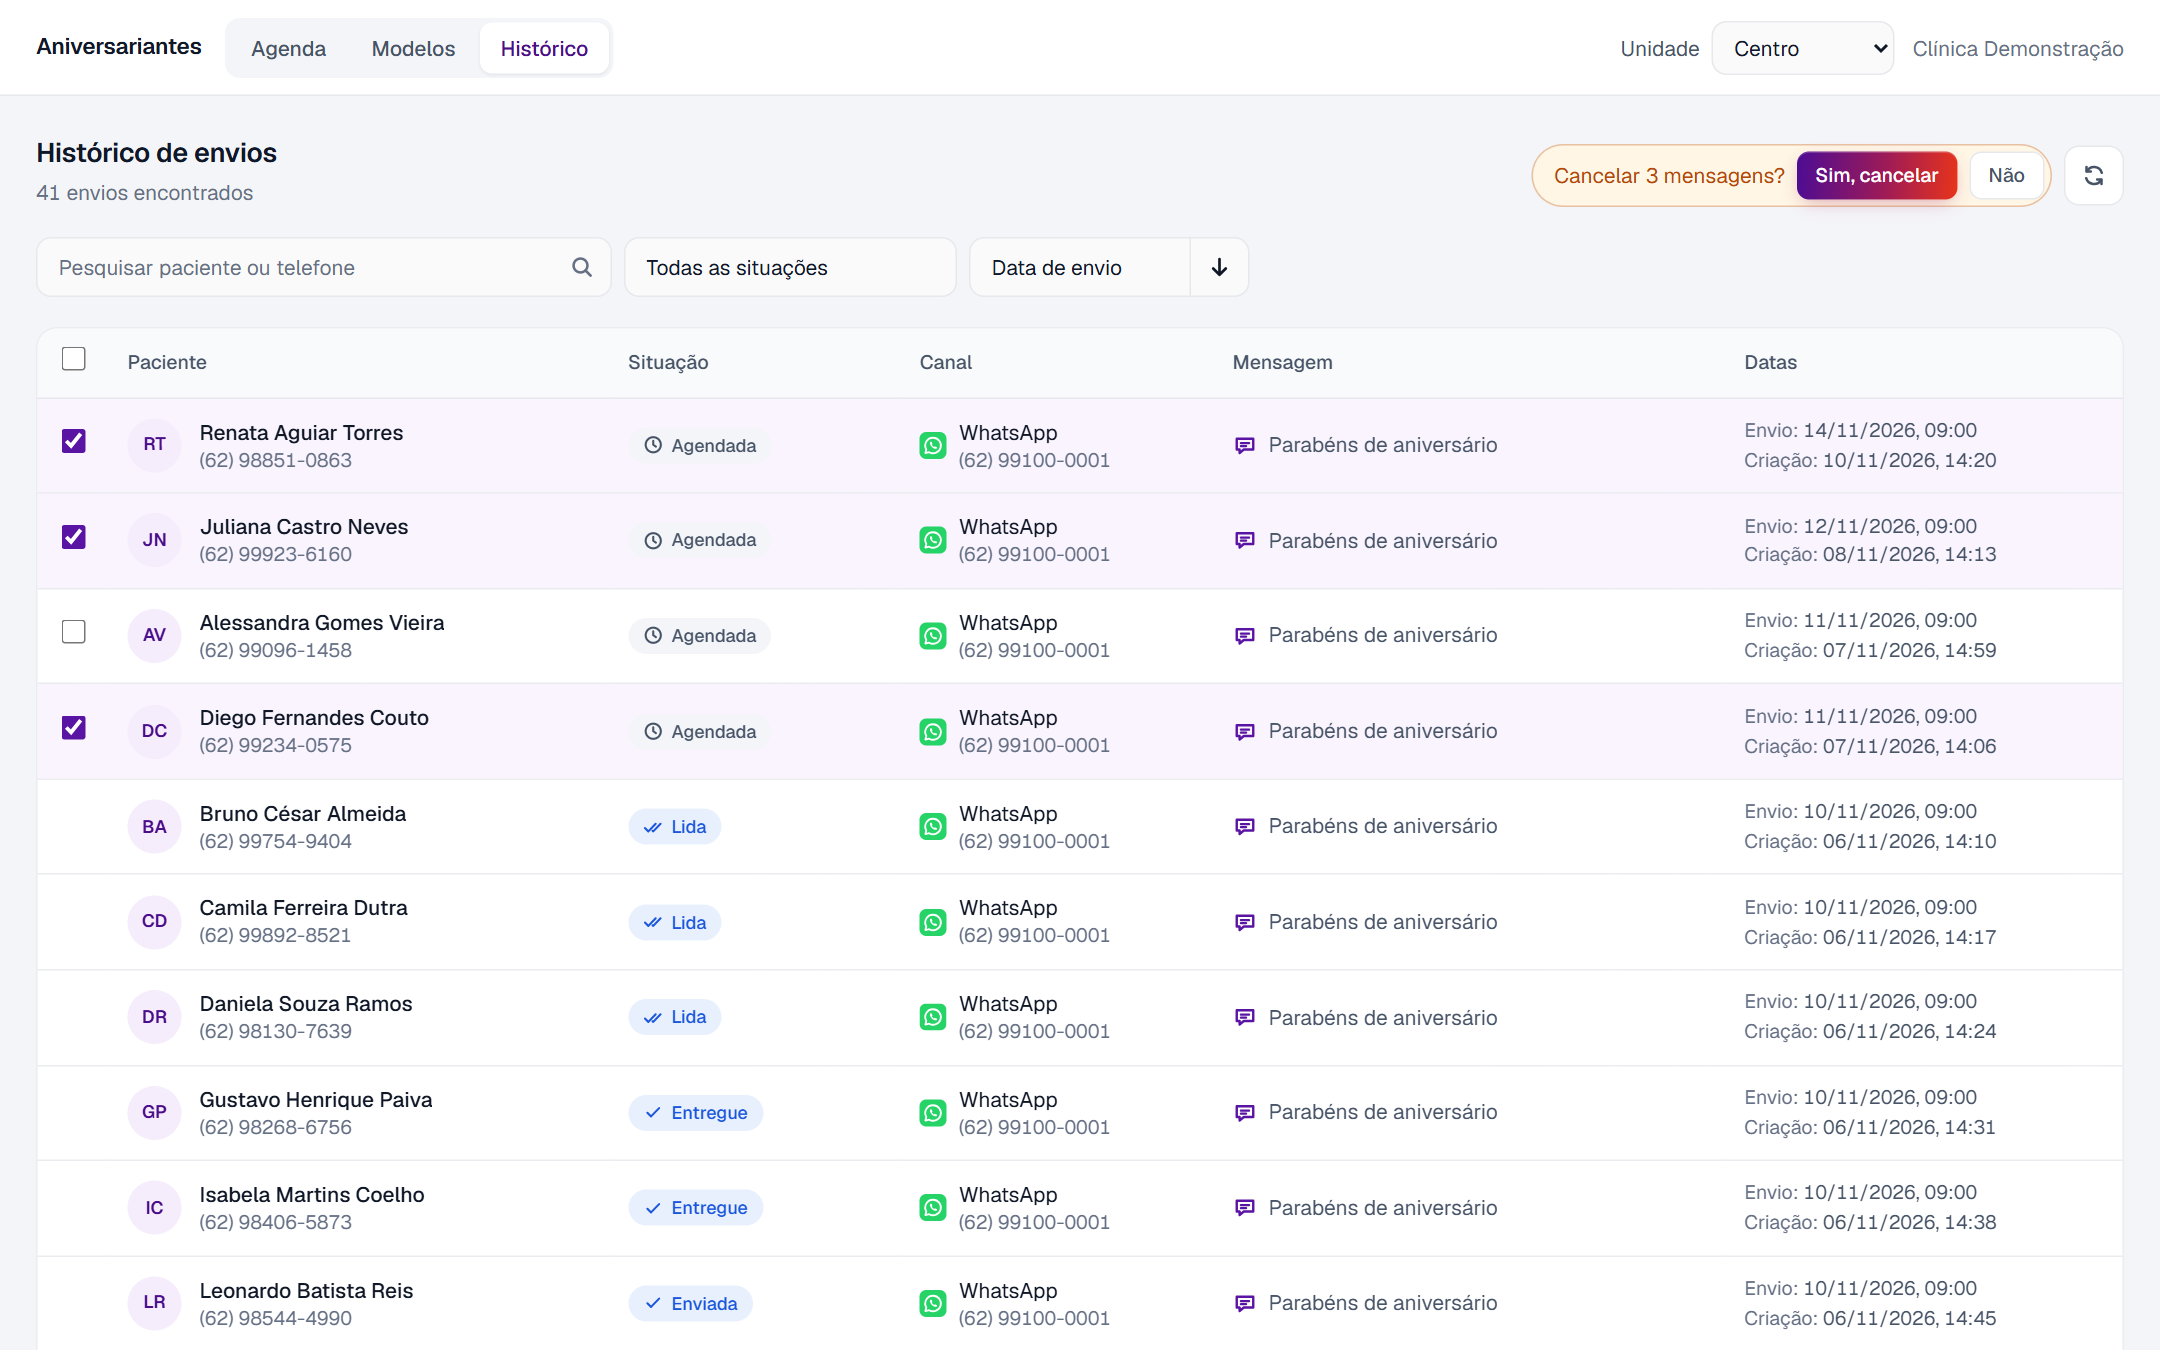 Aniversariantes
Agenda
Modelos
Histórico
Unidade
Centro
Clínica Demonstração
Histórico de envios
41 envios encontrados
Cancelar 3 mensagens?
Sim, cancelar
Não
Pesquisar paciente ou telefone
Todas as situações
Data de envio
Paciente
Situação
Canal
Mensagem
Datas
RT
Renata Aguiar Torres
(62) 98851-0863
Agendada
WhatsApp
(62) 99100-0001
Parabéns de aniversário
Envio: 14/11/2026, 09:00
Criação: 10/11/2026, 14:20
JN
Juliana Castro Neves
(62) 99923-6160
Agendada
WhatsApp
(62) 99100-0001
Parabéns de aniversário
Envio: 12/11/2026, 09:00
Criação: 08/11/2026, 14:13
AV
Alessandra Gomes Vieira
(62) 99096-1458
Agendada
WhatsApp
(62) 99100-0001
Parabéns de aniversário
Envio: 11/11/2026, 09:00
Criação: 07/11/2026, 14:59
DC
Diego Fernandes Couto
(62) 99234-0575
Agendada
WhatsApp
(62) 99100-0001
Parabéns de aniversário
Envio: 11/11/2026, 09:00
Criação: 07/11/2026, 14:06
BA
Bruno César Almeida
(62) 99754-9404
Lida
WhatsApp
(62) 99100-0001
Parabéns de aniversário
Envio: 10/11/2026, 09:00
Criação: 06/11/2026, 14:10
CD
Camila Ferreira Dutra
(62) 99892-8521
Lida
WhatsApp
(62) 99100-0001
Parabéns de aniversário
Envio: 10/11/2026, 09:00
Criação: 06/11/2026, 14:17
DR
Daniela Souza Ramos
(62) 98130-7639
Lida
WhatsApp
(62) 99100-0001
Parabéns de aniversário
Envio: 10/11/2026, 09:00
Criação: 06/11/2026, 14:24
GP
Gustavo Henrique Paiva
(62) 98268-6756
Entregue
WhatsApp
(62) 99100-0001
Parabéns de aniversário
Envio: 10/11/2026, 09:00
Criação: 06/11/2026, 14:31
IC
Isabela Martins Coelho
(62) 98406-5873
Entregue
WhatsApp
(62) 99100-0001
Parabéns de aniversário
Envio: 10/11/2026, 09:00
Criação: 06/11/2026, 14:38
LR
Leonardo Batista Reis
(62) 98544-4990
Enviada
WhatsApp
(62) 99100-0001
Parabéns de aniversário
Envio: 10/11/2026, 09:00
Criação: 06/11/2026, 14:45